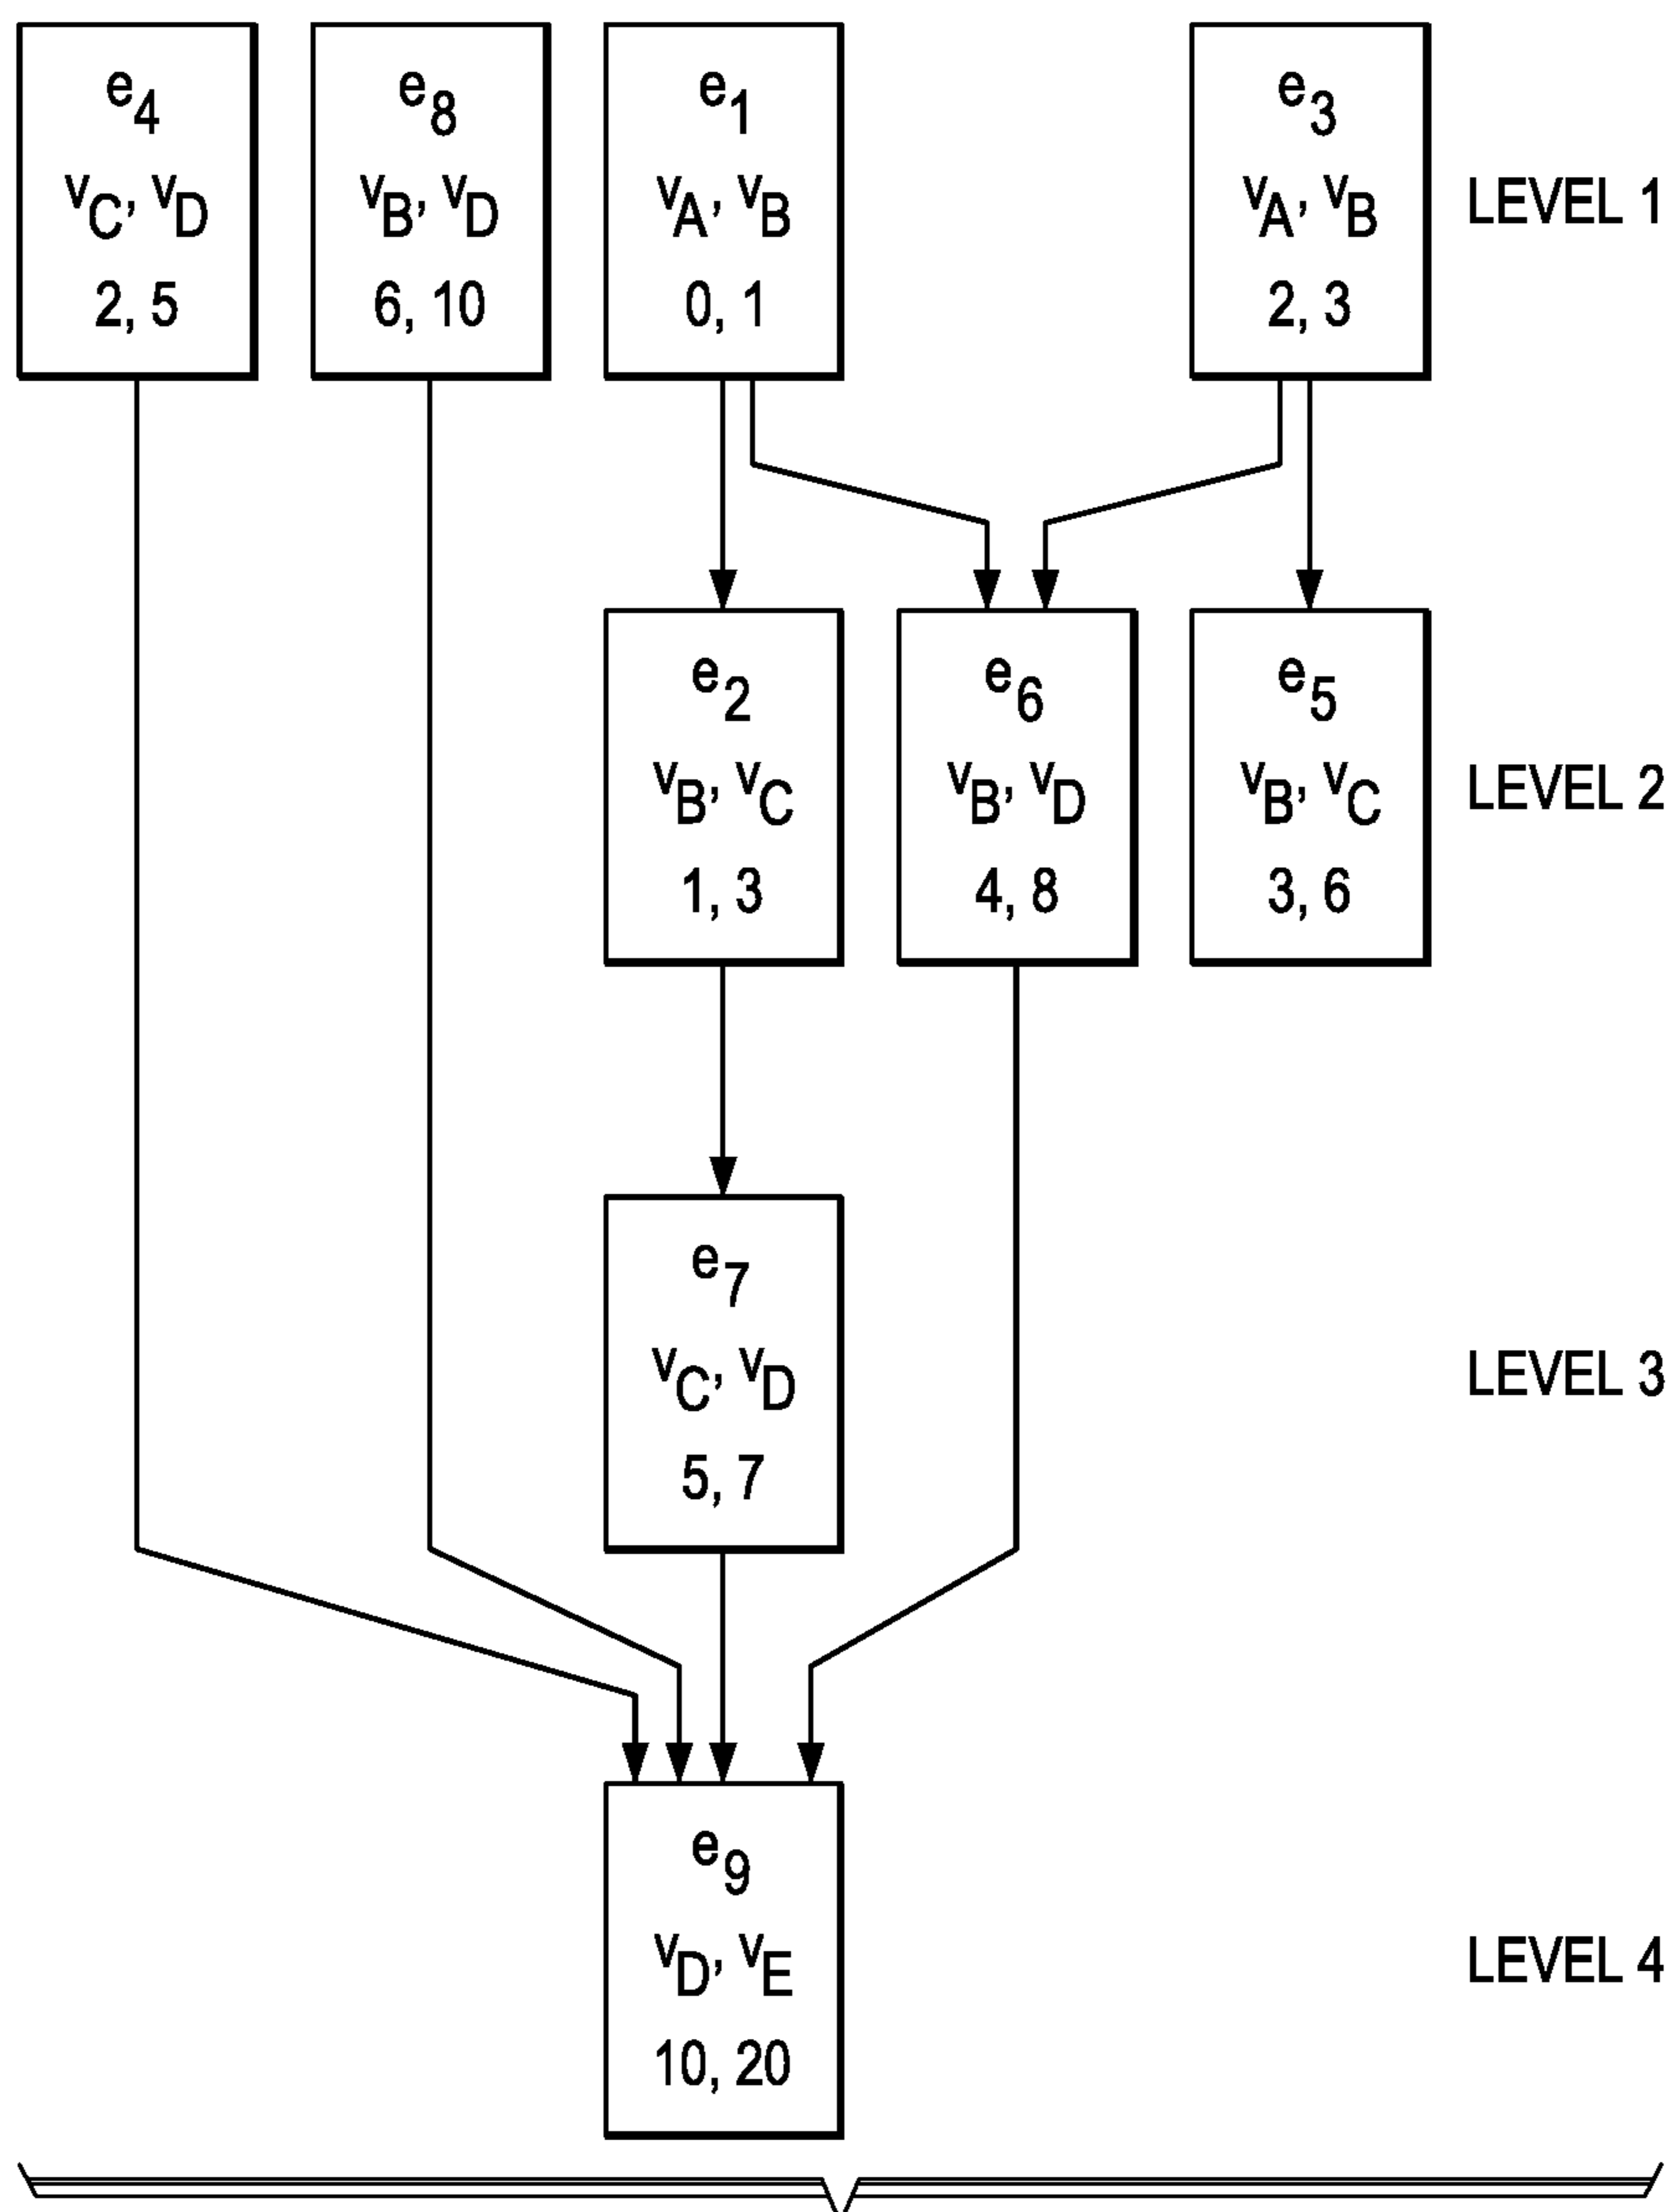 e4
vC, vD
2, 5
e8
vB, vD
6, 10
e1
vA, vB
0, 1
e3
vA, vB
2, 3
LEVEL 1
e2
vB, vC
1, 3
e6
vB, vD
4, 8
e5
vB, vC
3, 6
LEVEL 2
e7
vC, vD
5, 7
LEVEL 3
e9
vD, vE
10, 20
LEVEL 4